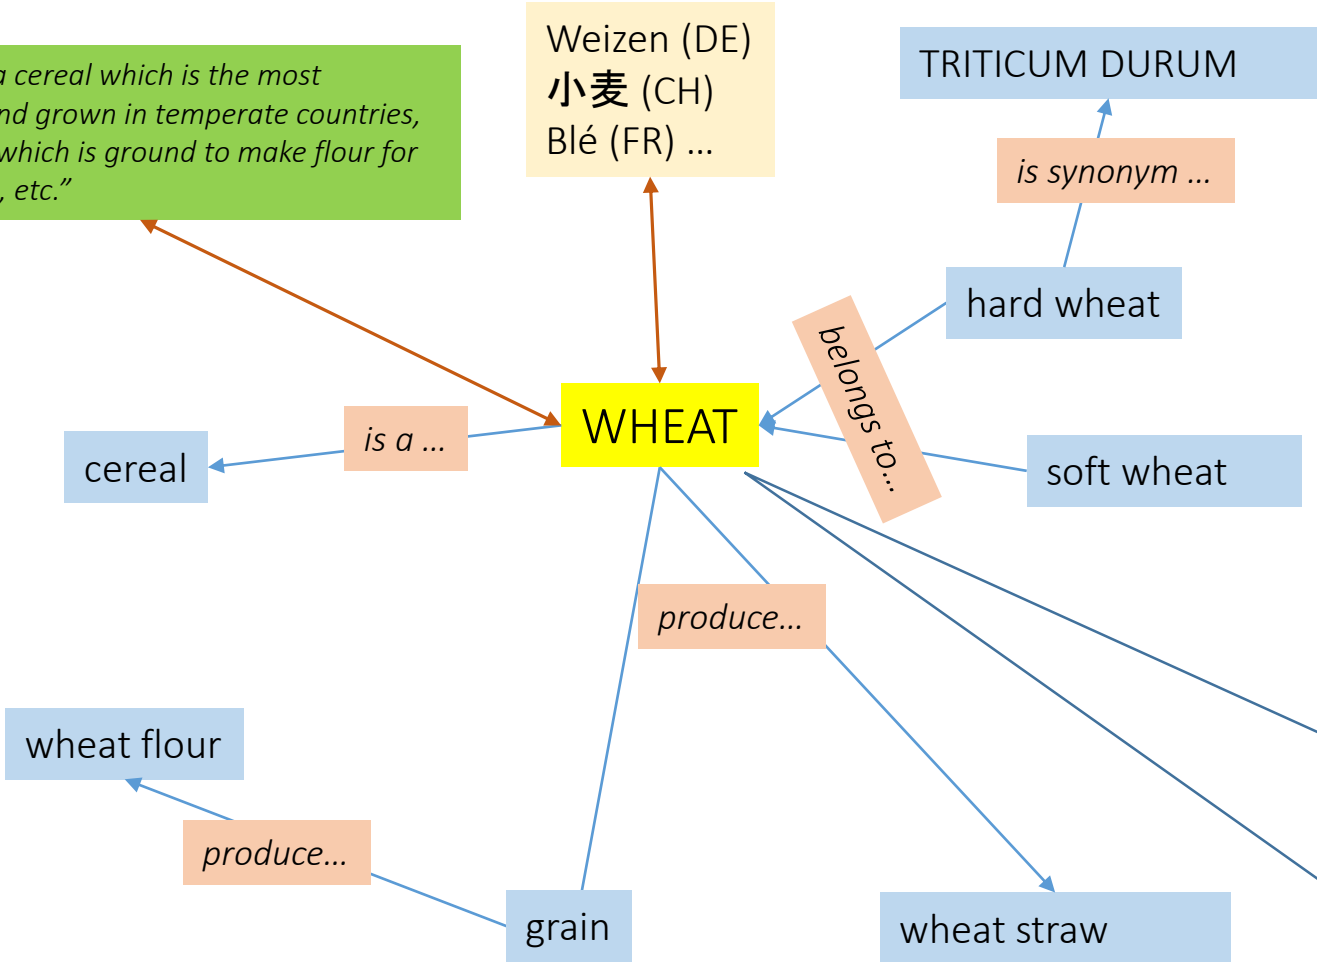 a cereal which is the most
nd grown in temperate countries,
which is ground to make flour for
, etc.”
Weizen (DE)
小麦 (CH)
Blé (FR) ...
TRITICUM DURUM
is synonym ...
hard wheat
belongs to...
WHEAT
is a ...
cereal
soft wheat
produce...
wheat flour
produce...
grain
wheat straw